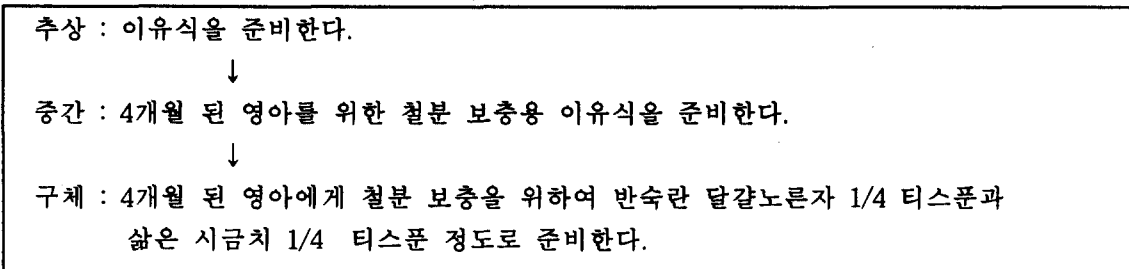 추상 : 이유식을 준비한다.
↓
중간 : 4개월 된 영아를 위한 철분 보충용 이유식을 준비한다.
↓
구체 : 4개월 된 영아에게 철분 보충을 위하여 반숙란 달걀노른자 1/4 티스푼과
삶은 시금치 1/4 티스푼 정도로 준비한다.